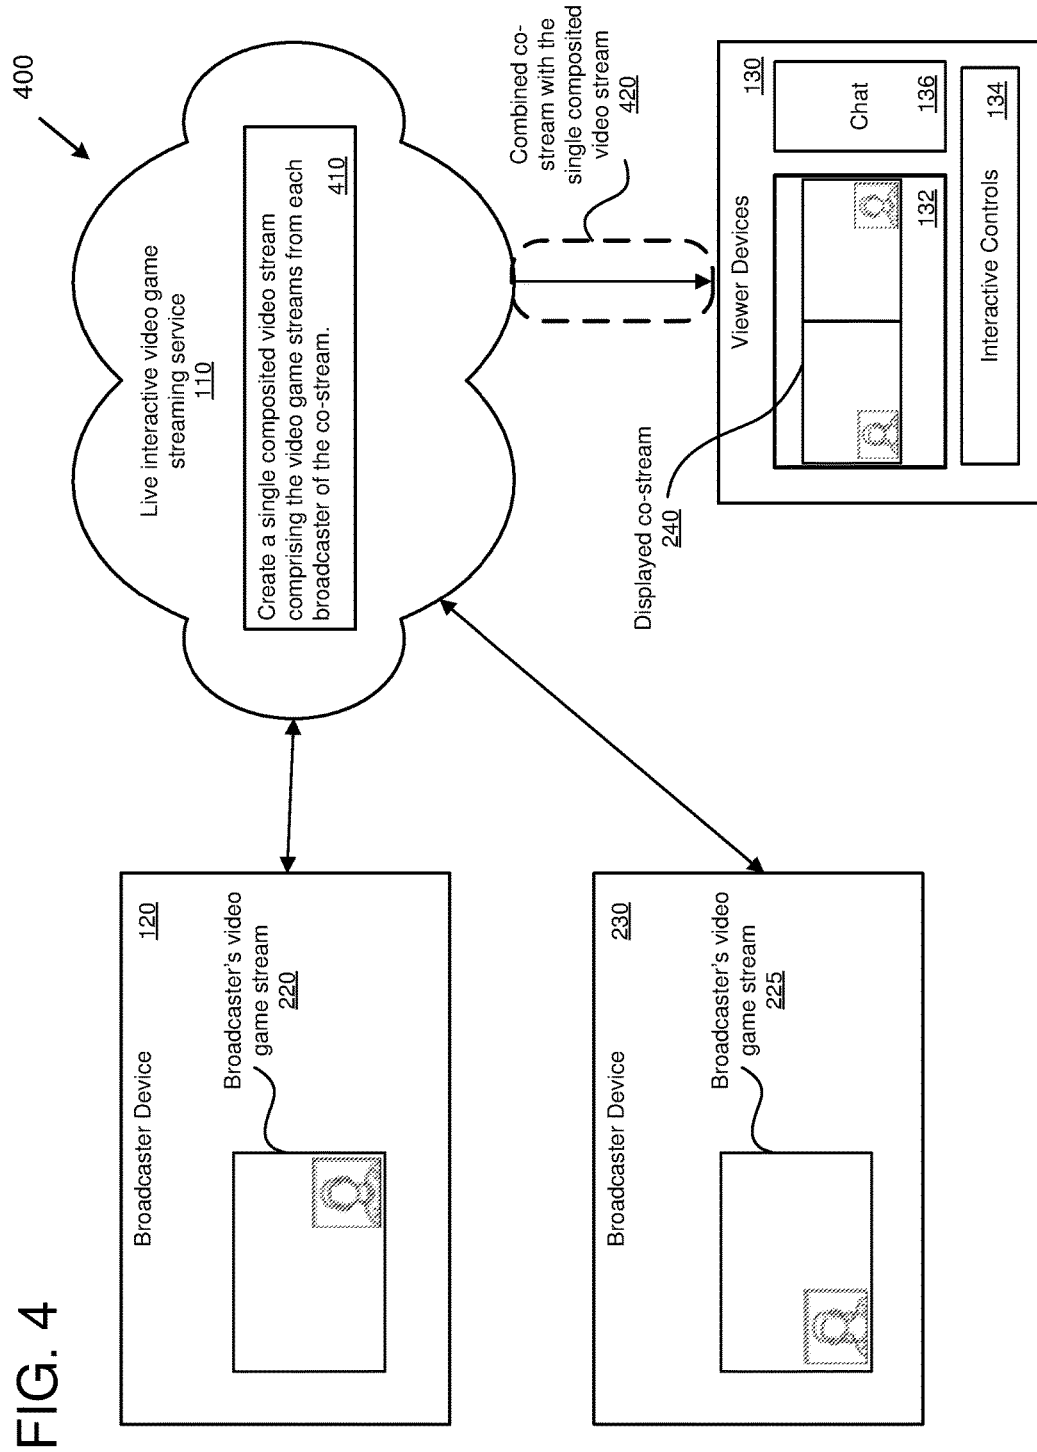 FIG. 4
400
Live interactive video game
streaming service
110
Create a single composited video stream
comprising the video game streams from each
broadcaster of the co-stream.
410
Broadcaster Device
120
Broadcaster's video
game stream
220
Broadcaster Device
230
Broadcaster's video
game stream
225
Combined co-
stream with the
single composited
video stream
420
Displayed co-stream
240
Viewer Devices
130
132
Chat
136
Interactive Controls
134